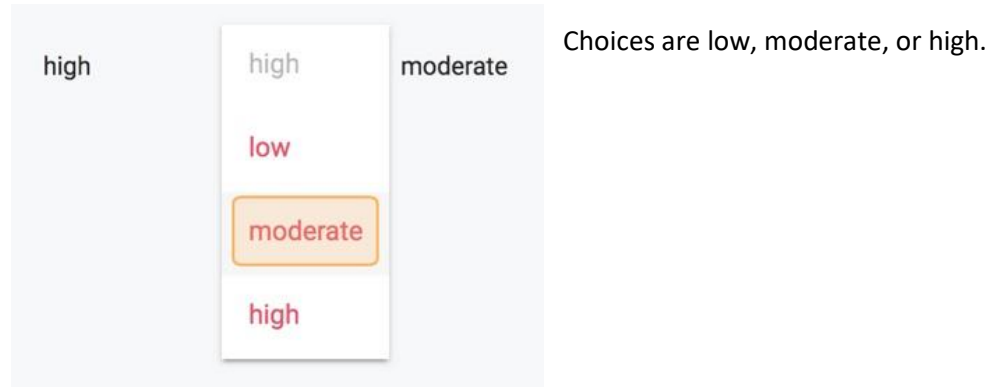 high high moderate Choices are low, moderate, or high.
low
moderate
high